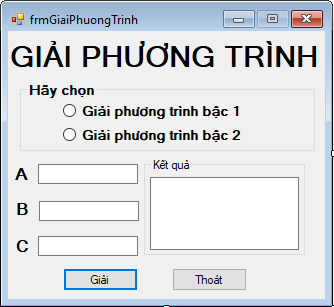 frmGiaiPhuongTrinh
GIẢI PHƯƠNG TRÌNH
Hãy chọn
Giải phương trình bậc 1
Giải phương trình bậc 2
A
Kết quả
B
C
Giải
Thoát